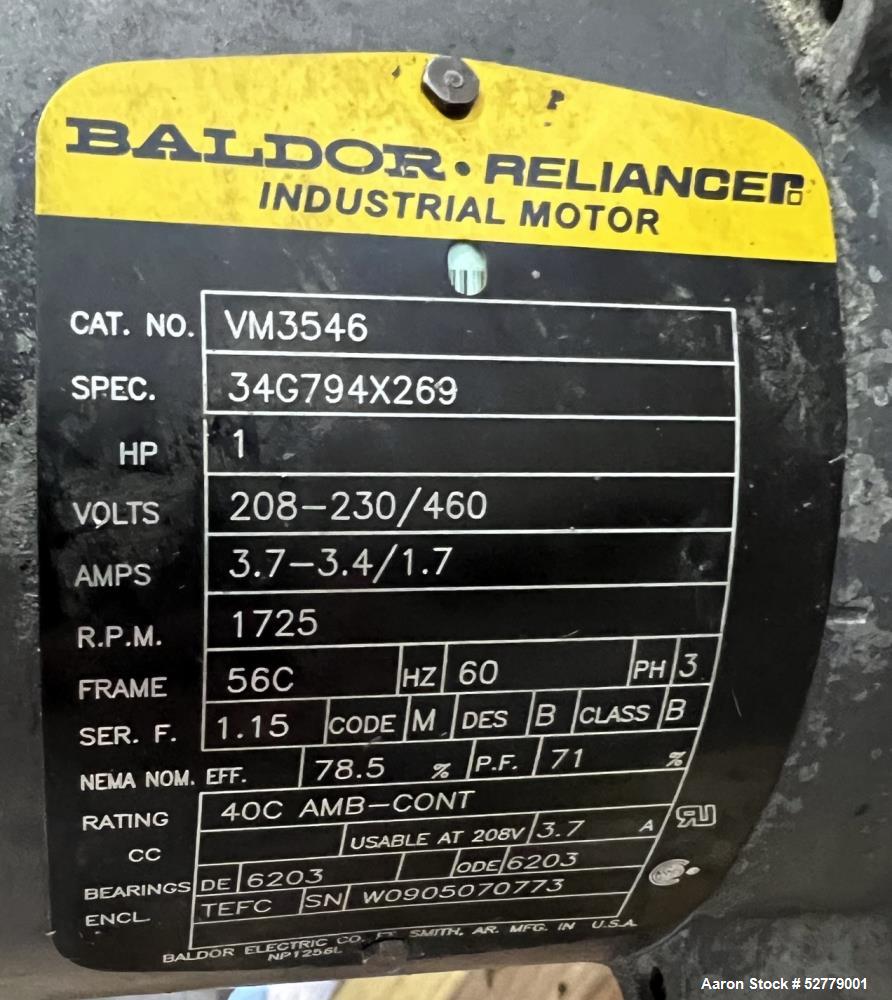 BALDOR • RELIANCER
INDUSTRIAL MOTOR
CAT. NO. VM3546
SPEC. 34G794X269
HP 1
VOLTS 208-230/460
AMPS 3.7-3.4/1.7
R.P.M. 1725
FRAME 56C HZ 60 PH 3
SER. F. 1.15 CODE M DES B CLASS B
NEMA NOM. EFF. 78.5 % P.F. 71 %
RATING 40C AMB-CONT
CC USABLE AT 208V 3.7 A
BEARINGS DE 6203 ODE 6203
ENCL. TEFC SN W0905070773
BALDOR ELECTRIC CO. FT. SMITH, AR. MFG. IN U.S.A.
NP1256L
Aaron Stock # 52779001